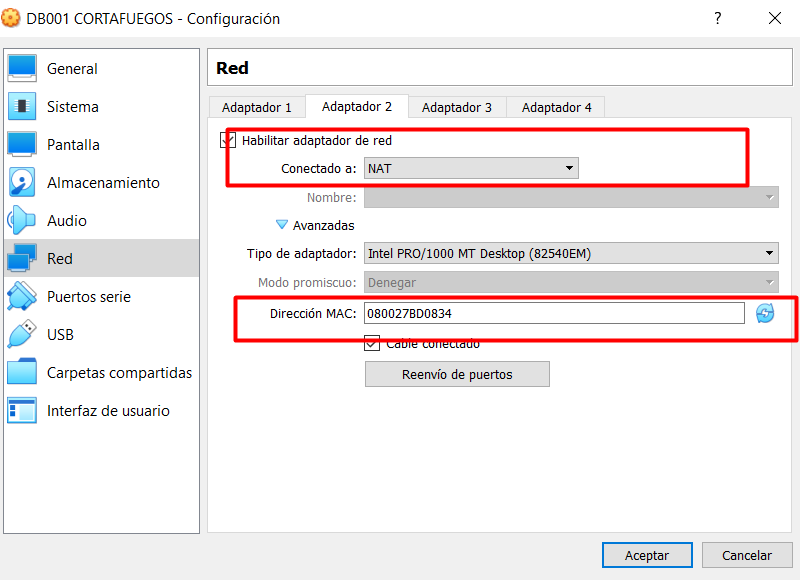 DB001 CORTAFUEGOS - Configuración
?
General
Sistema
Pantalla
Almacenamiento
Audio
Red
Puertos serie
USB
Carpetas compartidas
Interfaz de usuario
Red
Adaptador 1
Adaptador 2
Adaptador 3
Adaptador 4
Habilitar adaptador de red
Conectado a: NAT
Nombre:
Avanzadas
Tipo de adaptador: Intel PRO/1000 MT Desktop (82540EM)
Modo promiscuo: Denegar
Dirección MAC: 080027BD0834
Cable conectado
Reenvío de puertos
Aceptar
Cancelar